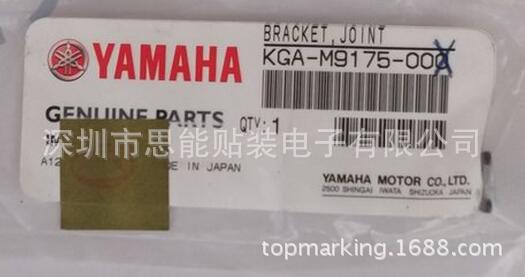 BRACKET,JOINT
YAMAHA
KGA-M9175-00
GENUINE PARTS
QTY: 1
深圳市思能贴装电子有限公司
A12
E IN JAPAN
YAMAHA MOTOR CO.,LTD.
2500 SHINGAI IWATA SHIZUOKA JAPAN
topmarking.1688.com